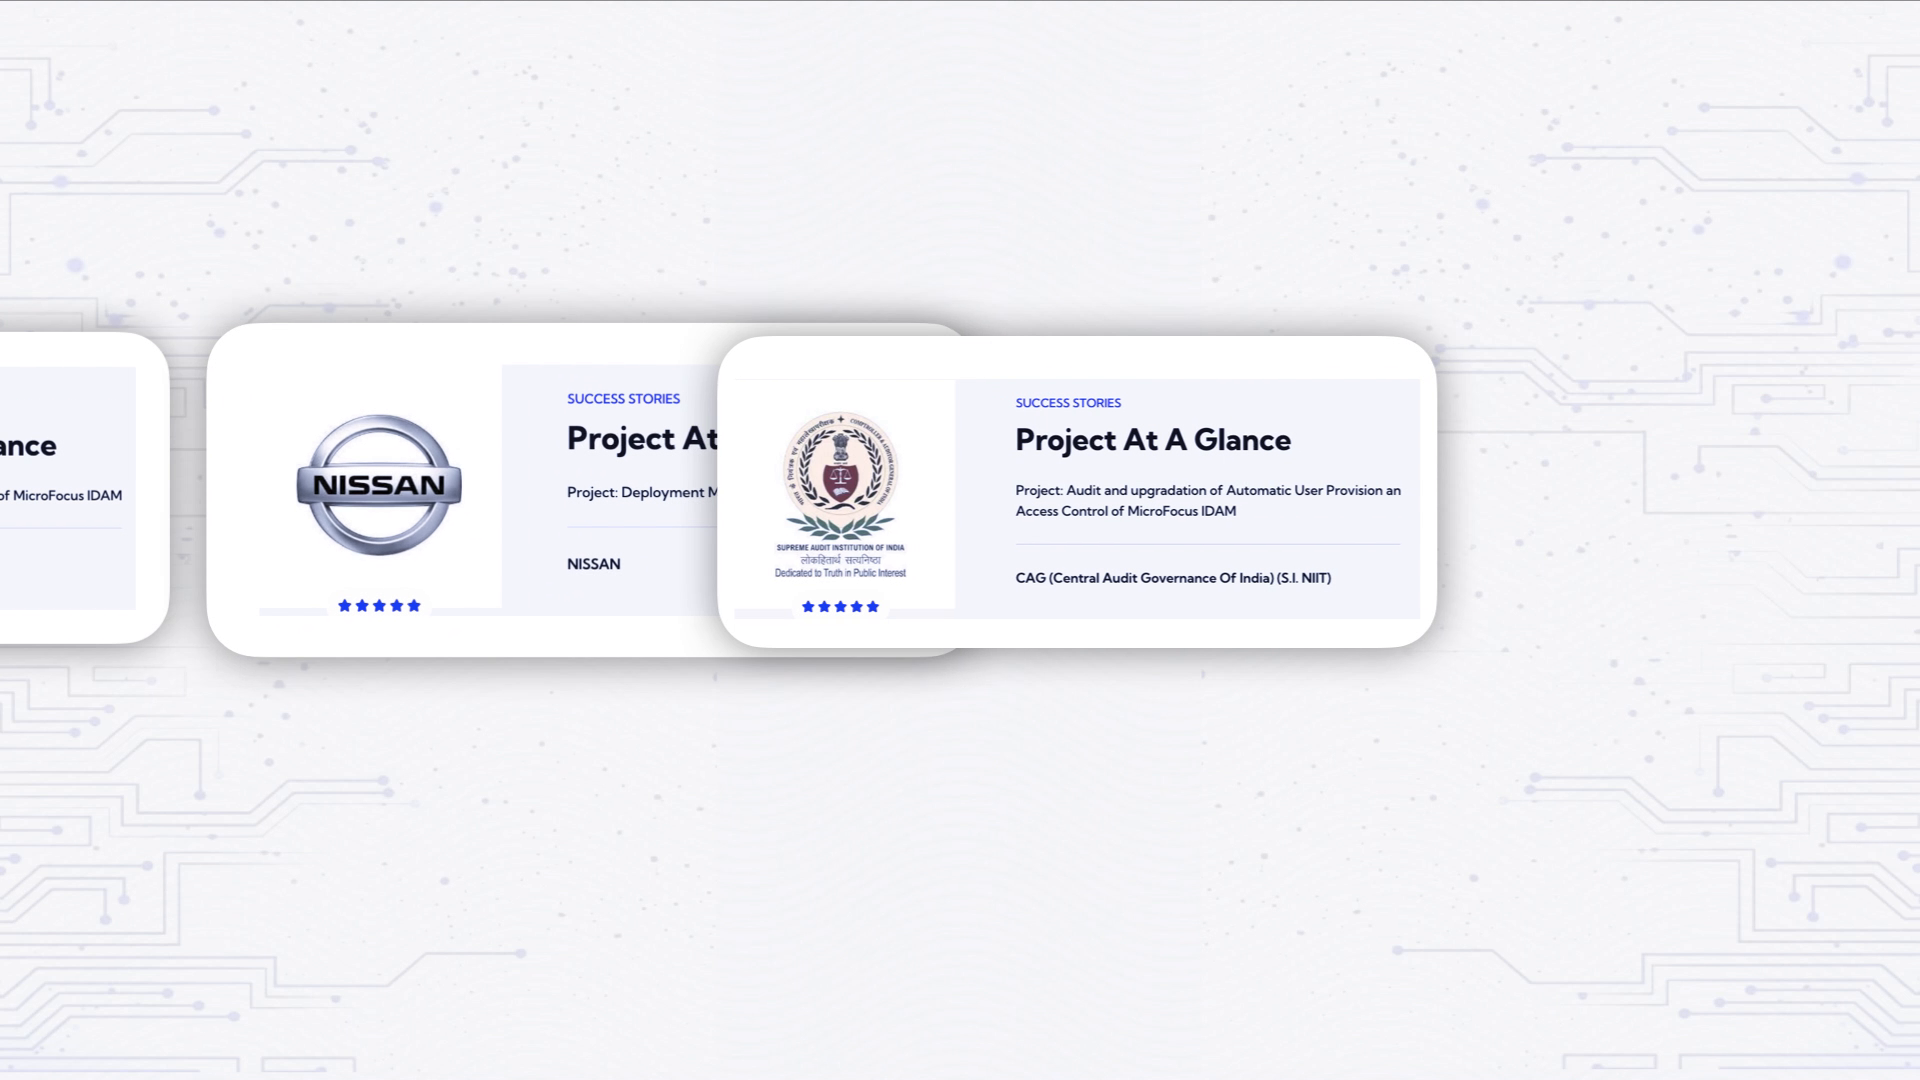 ance
of MicroFocus IDAM
NISSAN
SUCCESS STORIES
Project At
Project: Deployment M
NISSAN
SUPREME AUDIT INSTITUTION OF INDIA
लोकहितार्थ सत्यनिष्ठा
Dedicated to Truth in Public Interest
SUCCESS STORIES
Project At A Glance
Project: Audit and upgradation of Automatic User Provision an
Access Control of MicroFocus IDAM
CAG (Central Audit Governance Of India) (S.I. NIIT)